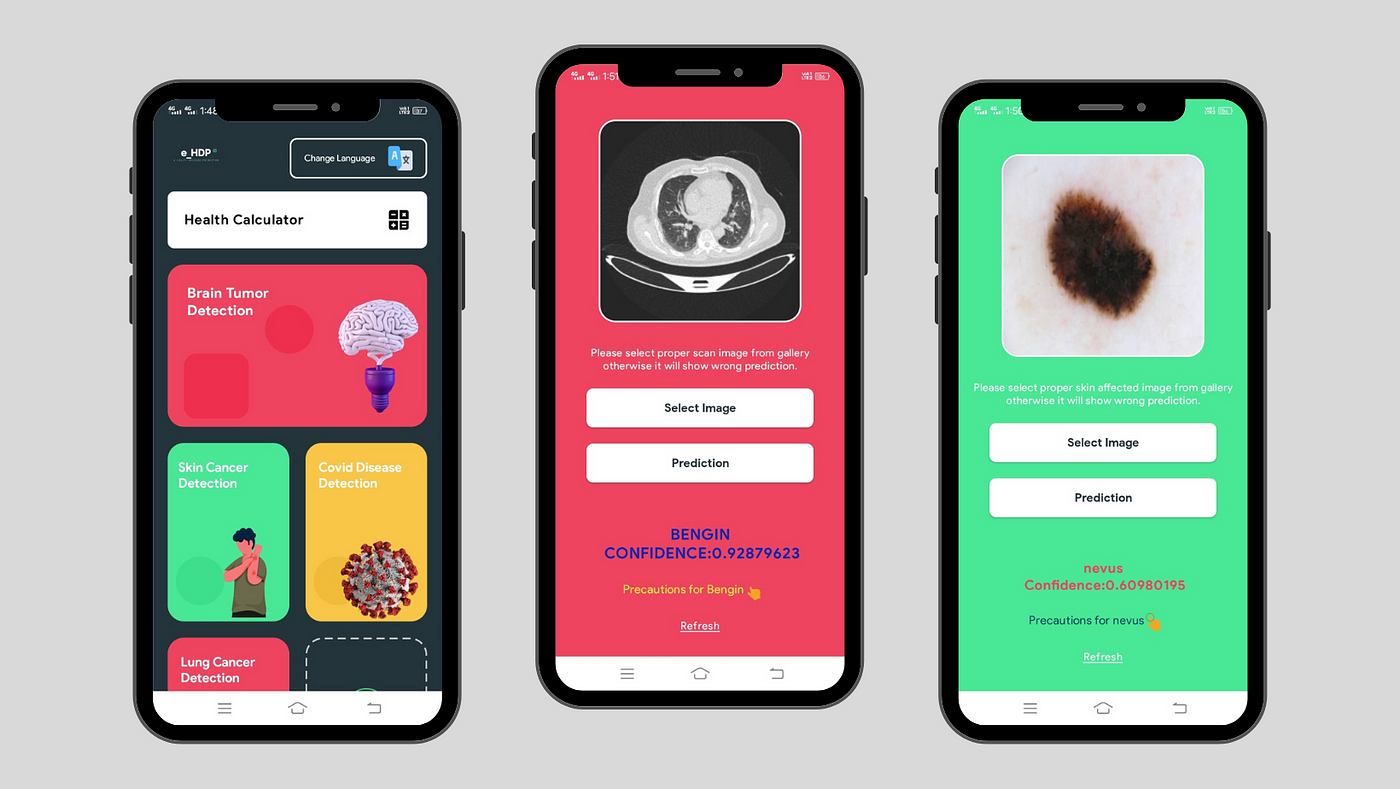 4G 4G 1:48
e_HDP
Change Language
A
文
Health Calculator
Brain Tumor
Detection
Skin Cancer
Detection
Covid Disease
Detection
Lung Cancer
Detection
4G 4G 1:51
Please select proper scan image from gallery
otherwise it will show wrong prediction.
Select Image
Prediction
BENGIN
CONFIDENCE:0.92879623
Precautions for Bengin
Refresh
4G 4G
Please select proper skin affected image from gallery
otherwise it will show wrong prediction.
Select Image
Prediction
nevus
Confidence:0.60980195
Precautions for nevus
Refresh